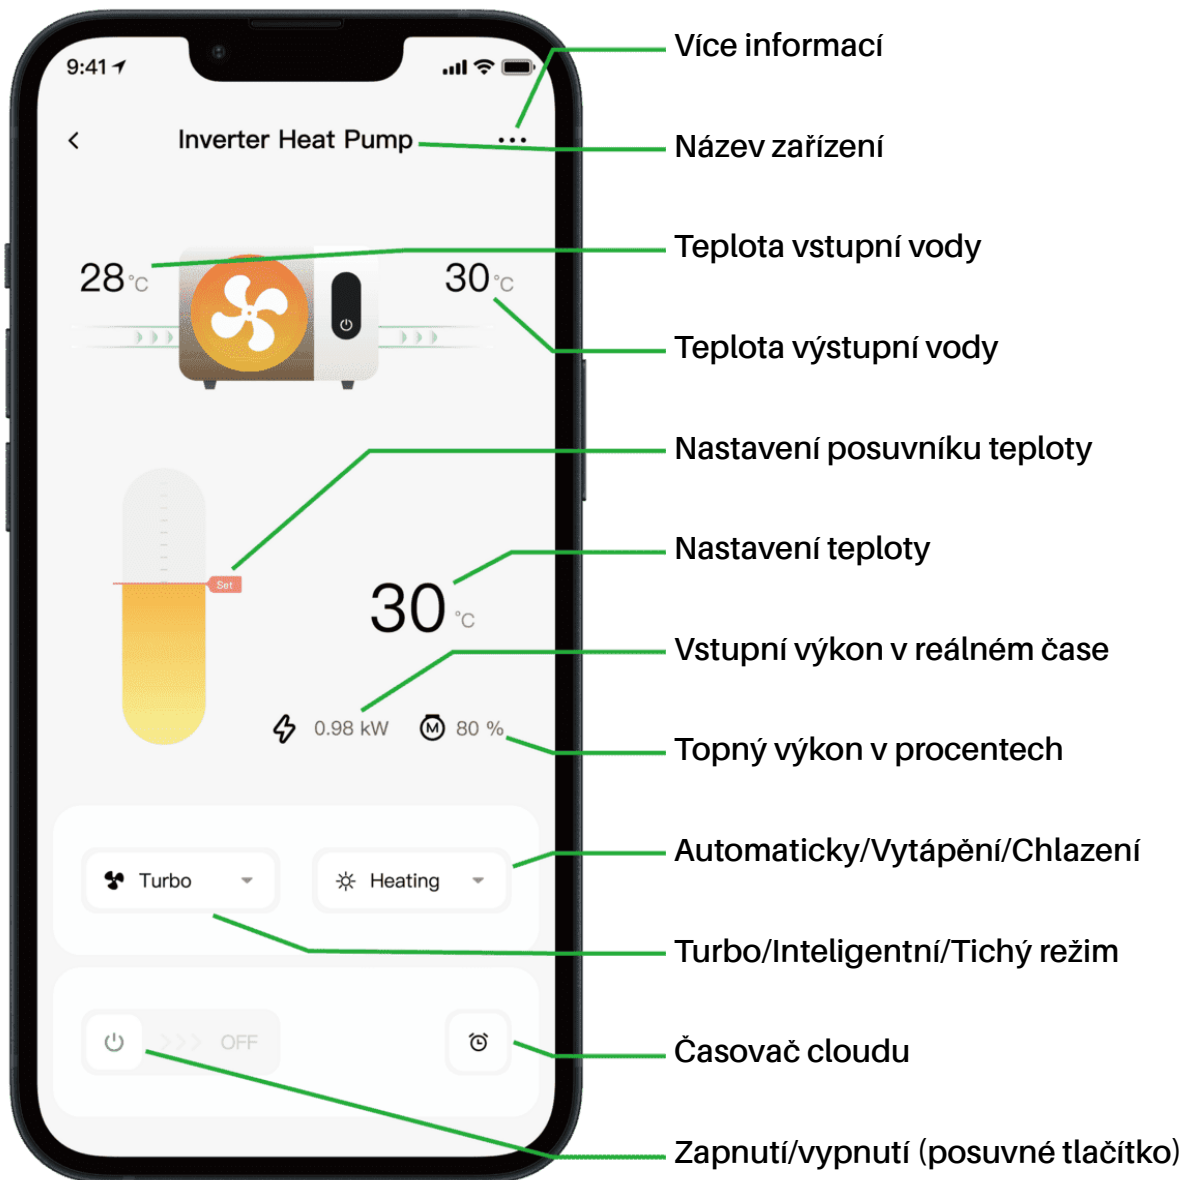 9:41
Více informací
Inverter Heat Pump
Název zařízení
28°C
30°C
Teplota vstupní vody
Teplota výstupní vody
Nastavení posuvníku teploty
Set
30 °C
Nastavení teploty
Vstupní výkon v reálném čase
0.98 kW
M 80 %
Topný výkon v procentech
Automaticky/Vytápění/Chlazení
Turbo
Heating
Turbo/Inteligentní/Tichý režim
>>> OFF
Časovač cloudu
Zapnutí/vypnutí (posuvné tlačítko)